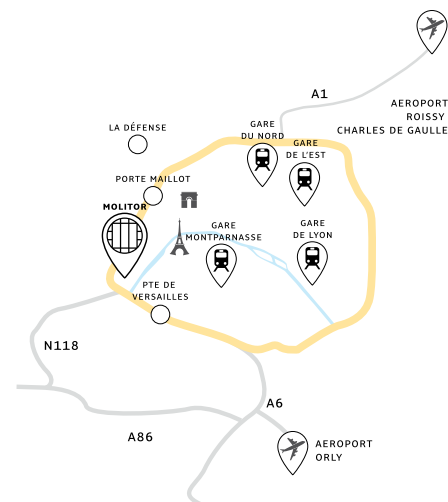 A1
AEROPORT
ROISSY
CHARLES DE GAULLE
LA DÉFENSE
GARE
DU NORD
GARE
DE L'EST
PORTE MAILLOT
MOLITOR
GARE
MONTPARNASSE
GARE
DE LYON
PTE DE
VERSAILLES
N118
A6
A86
AEROPORT
ORLY